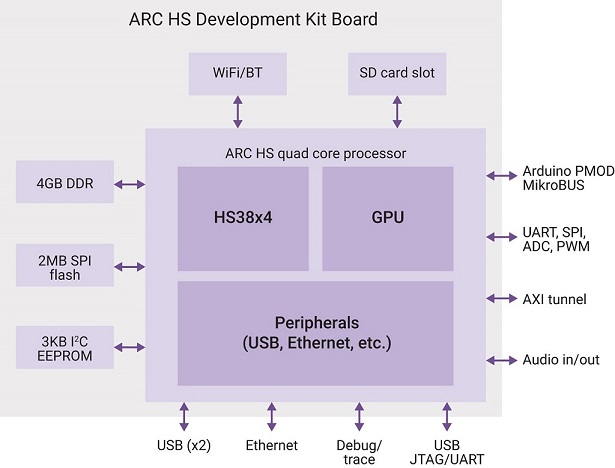 ARC HS Development Kit Board
WiFi/BT
SD card slot
ARC HS quad core processor
4GB DDR
HS38x4
GPU
Arduino PMOD
MikroBUS
2MB SPI
flash
UART, SPI,
ADC, PWM
AXI tunnel
Peripherals
(USB, Ethernet, etc.)
3KB I²C
EEPROM
Audio in/out
USB (x2)
Ethernet
Debug/
trace
USB
JTAG/UART